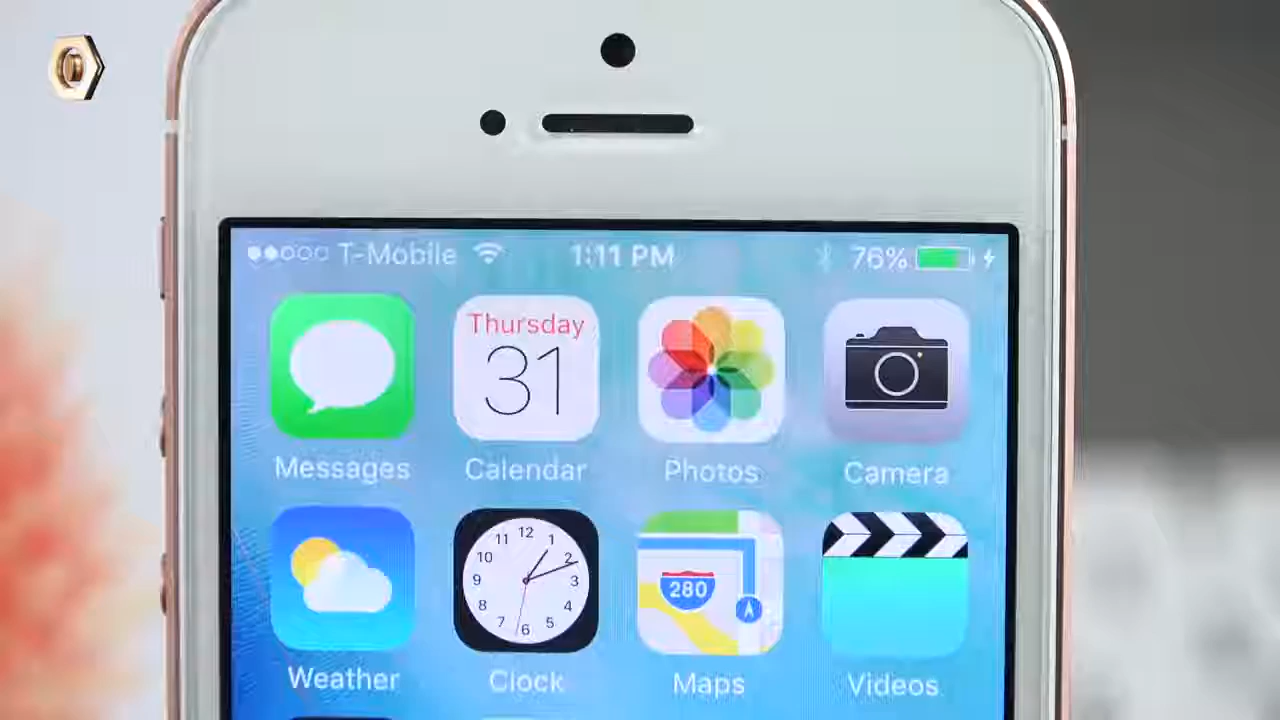 T-Mobile 1:11 PM 76%
Thursday
31
Messages Calendar Photos Camera
12
11 1
10 2
9 3
8 4
7 5
6
280
Weather Clock Maps Videos